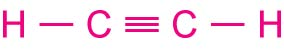 H — C ≡ C — H